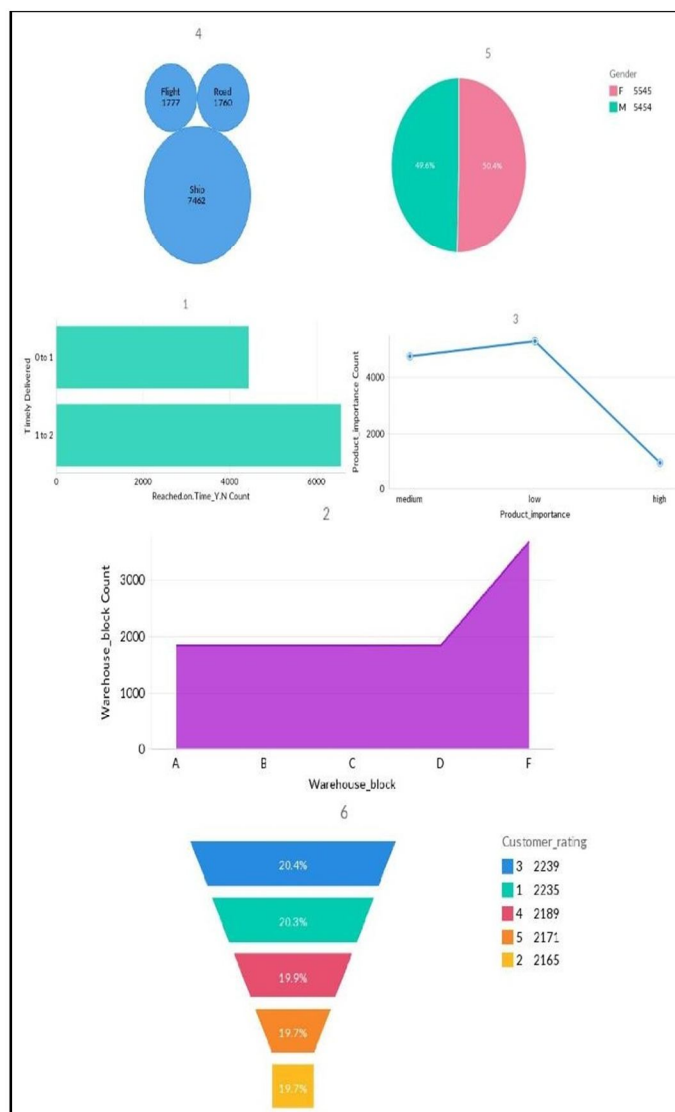 4
Flight
1777
Road
1760
Ship
7462
5
Gender
F 5545
M 5454
49.6%
50.4%
1
Timely Delivered
0 to 1
1 to 2
0
2000
4000
6000
Reached.on.Time_Y.N Count
3
Product_importance Count
4000
2000
0
medium
low
high
Product_importance
2
Warehouse_block Count
3000
2000
1000
0
A
B
C
D
F
Warehouse_block
6
20.4%
20.3%
19.9%
19.7%
19.7%
Customer_rating
3 2239
1 2235
4 2189
5 2171
2 2165